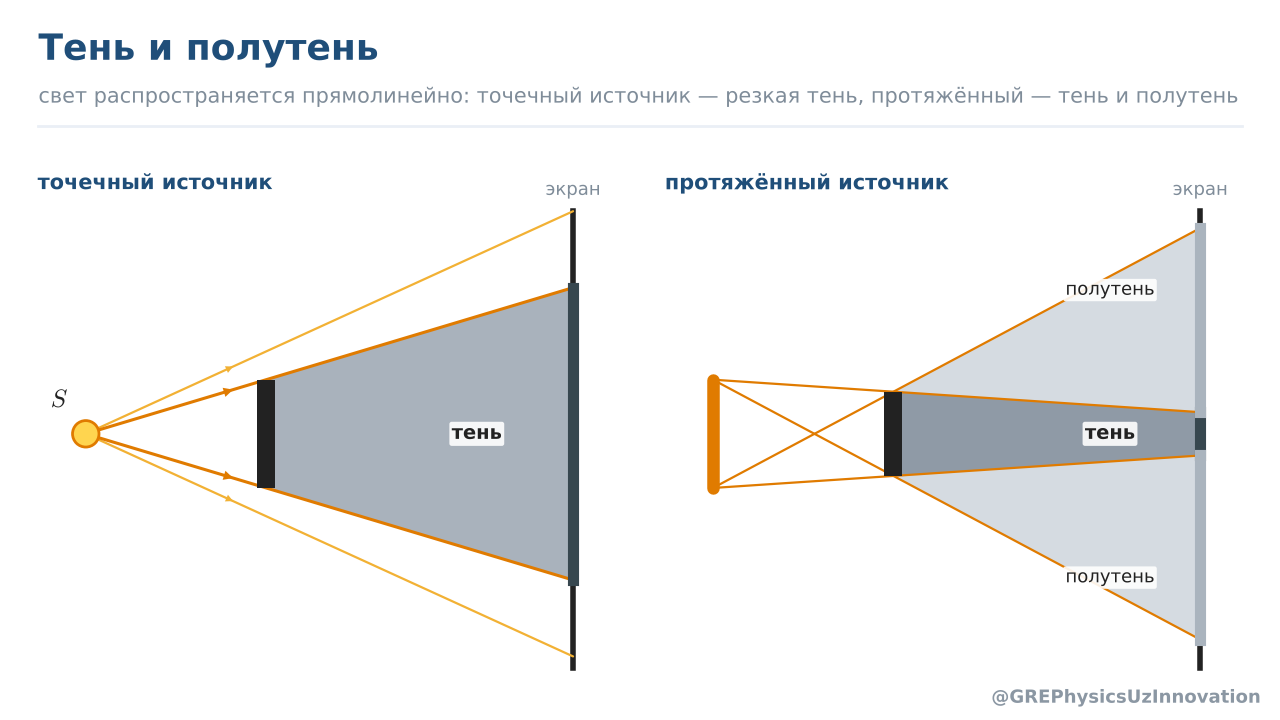 Тень и полутень
свет распространяется прямолинейно: точечный источник — резкая тень, протяжённый — тень и полутень
точечный источник
экран
S
тень
протяжённый источник
экран
полутень
тень
полутень
@GREPhysicsUzInnovation